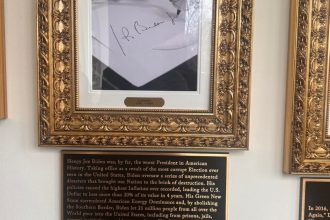 Sleepy Joe Biden was, by far, the worst President in American
History. Taking office as a result of the most corrupt Election ever
seen in the United States, Biden oversaw a series of unprecedented
disasters that brought our Nation to the brink of destruction. His
policies caused the highest Inflation ever recorded, leading the U.S.
Dollar to lose more than 20% of its value in 4 years. His Green New
Scam surrendered American Energy Dominance and, by abolishing
the Southern Border, Biden let 21 million people from all over the
World pour into the United States, including from prisons, jails,
In 2016,
Again,"